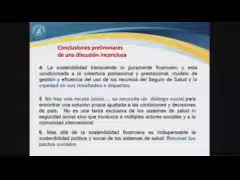 Conclusiones preliminares
de una discusión inconclusa
4. La sostenibilidad trasciende lo puramente financiero y esta
condicionada a la cobertura poblacional y prestacional, modelo de
gestión y eficiencia del uso de los recursos del Seguro de Salud y la
equidad en sus resultados e impactos
5. No hay una receta única ... se necesita un diálogo social para
encontrar una solución propia ajustada a las condiciones y decisiones
de país. No es una tarea solo de los sistemas de salud ni
seguridad social sino que involucra a múltiples actores sociales y a la
comunidad internacional
6. Mas allá de la sostenibilidad financiera es indispensable la
sostenibilidad política y social de los sistemas de salud: Renovar los
pactos sociales